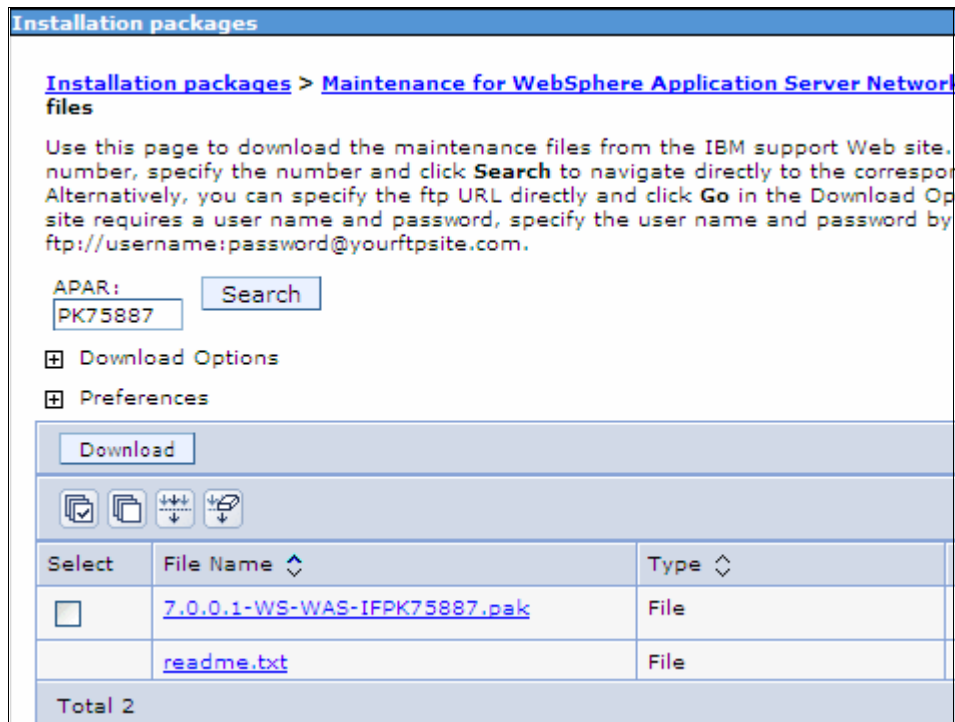 Installation packages
Installation packages > Maintenance for WebSphere Application Server Network
files
Use this page to download the maintenance files from the IBM support Web site.
number, specify the number and click Search to navigate directly to the correspon
Alternatively, you can specify the ftp URL directly and click Go in the Download Op
site requires a user name and password, specify the user name and password by
ftp://username:password@yourftpsite.com.
APAR:
Search
PK75887
Download Options
Preferences
Download
Select File Name Type
7.0.0.1-WS-WAS-IFPK75887.pak File
readme.txt File
Total 2